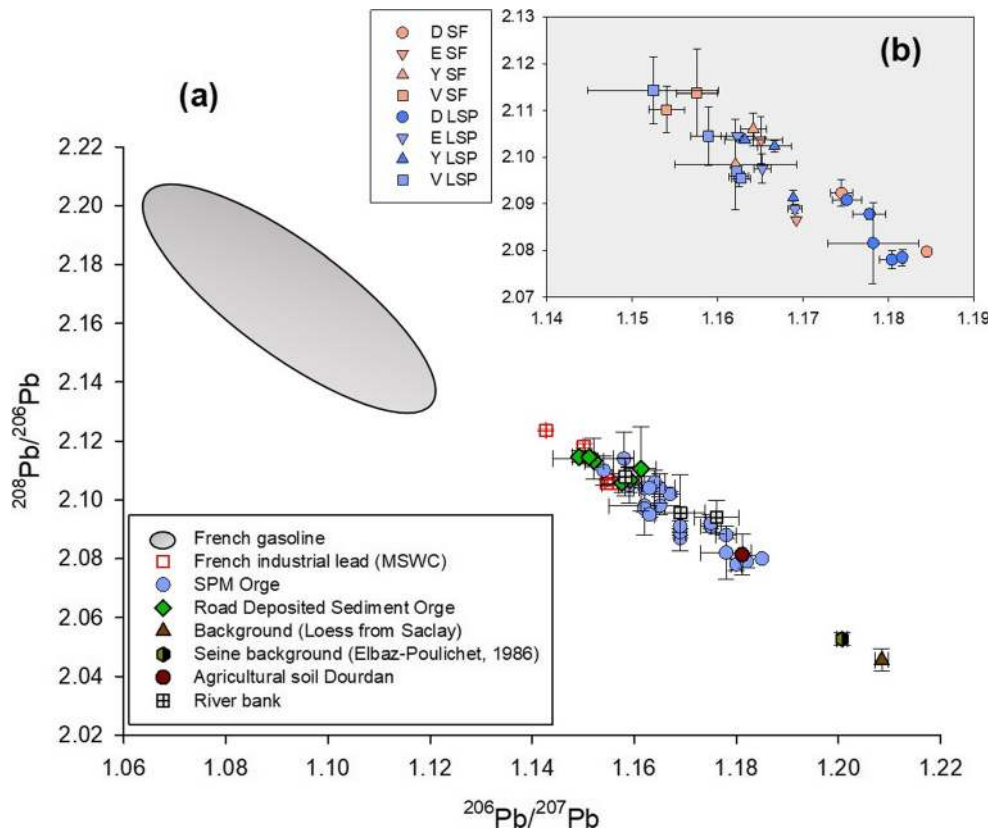 (a)
2.22
2.20
2.18
2.16
2.14
2.12
2.10
2.08
2.06
2.04
2.02
²⁰⁸Pb/²⁰⁶Pb
1.06
1.08
1.10
1.12
1.14
1.16
1.18
1.20
1.22
²⁰⁶Pb/²⁰⁷Pb
French gasoline
French industrial lead (MSWC)
SPM Orge
Road Deposited Sediment Orge
Background (Loess from Saclay)
Seine background (Elbaz-Poulichet, 1986)
Agricultural soil Dourdan
River bank
D SF
E SF
Y SF
V SF
D LSP
E LSP
Y LSP
V LSP
(b)
2.13
2.12
2.11
2.10
2.09
2.08
2.07
1.14
1.15
1.16
1.17
1.18
1.19